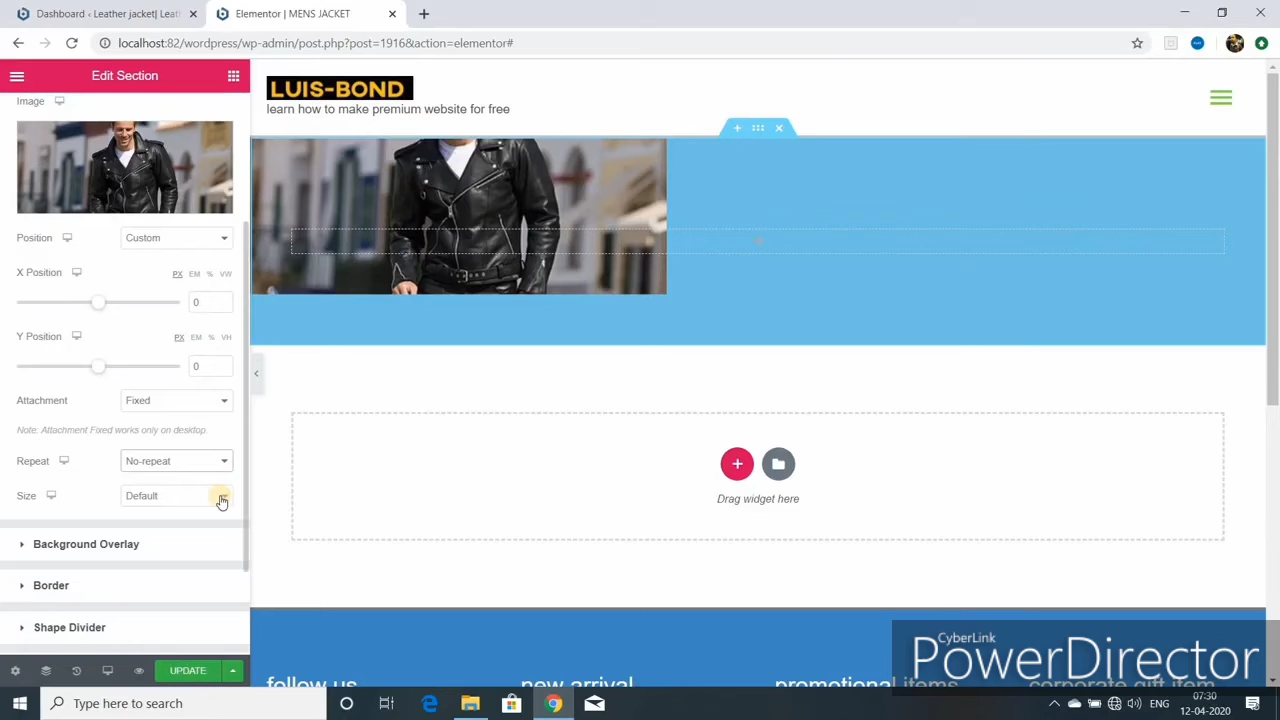 Dashboard ‹ Leather jacket| Leath
Elementor | MENS JACKET
localhost:82/wordpress/wp-admin/post.php?post=1916&action=elementor#
Edit Section
Image
Position
Custom
X Position
PX EM % VW
0
Y Position
PX EM % VH
0
Attachment
Fixed
Note: Attachment Fixed works only on desktop.
Repeat
No-repeat
Size
Default
Background Overlay
Border
Shape Divider
UPDATE
LUIS-BOND
learn how to make premium website for free
Drag widget here
follow us
new arrival
promotional items
corporate gift item
CyberLink
PowerDirector
Type here to search
ENG
07:30
12-04-2020